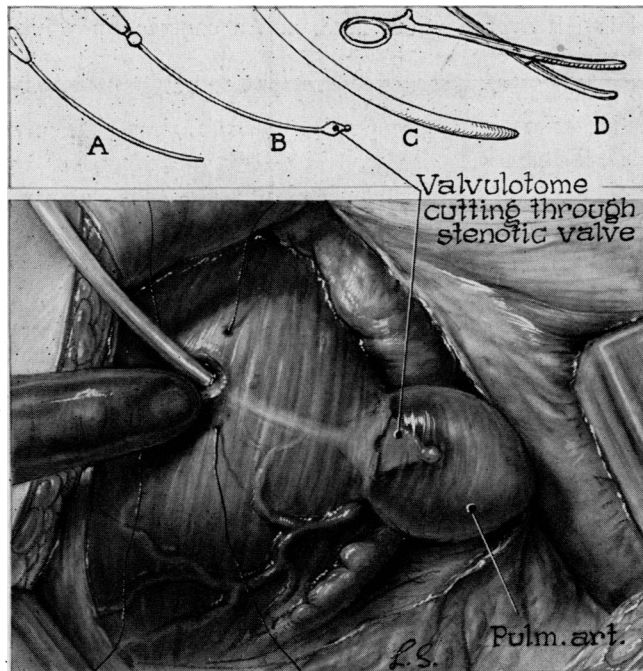 A
B
C
D
Valvulotome
cutting through
stenotic valve
Pulm. art.
L.S.